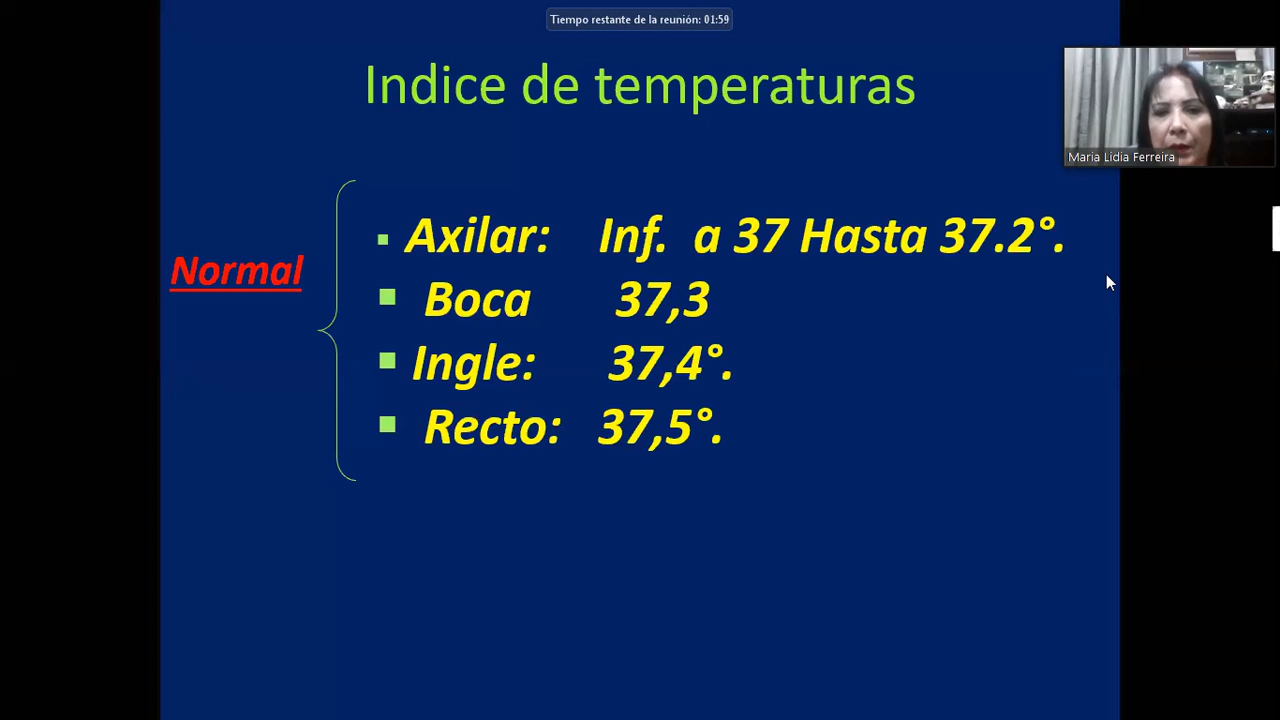 Tiempo restante de la reunión: 01:59
Indice de temperaturas
Maria Lidia Ferreira
Normal
Axilar: Inf. a 37 Hasta 37.2°.
Boca 37,3
Ingle: 37,4°.
Recto: 37,5°.